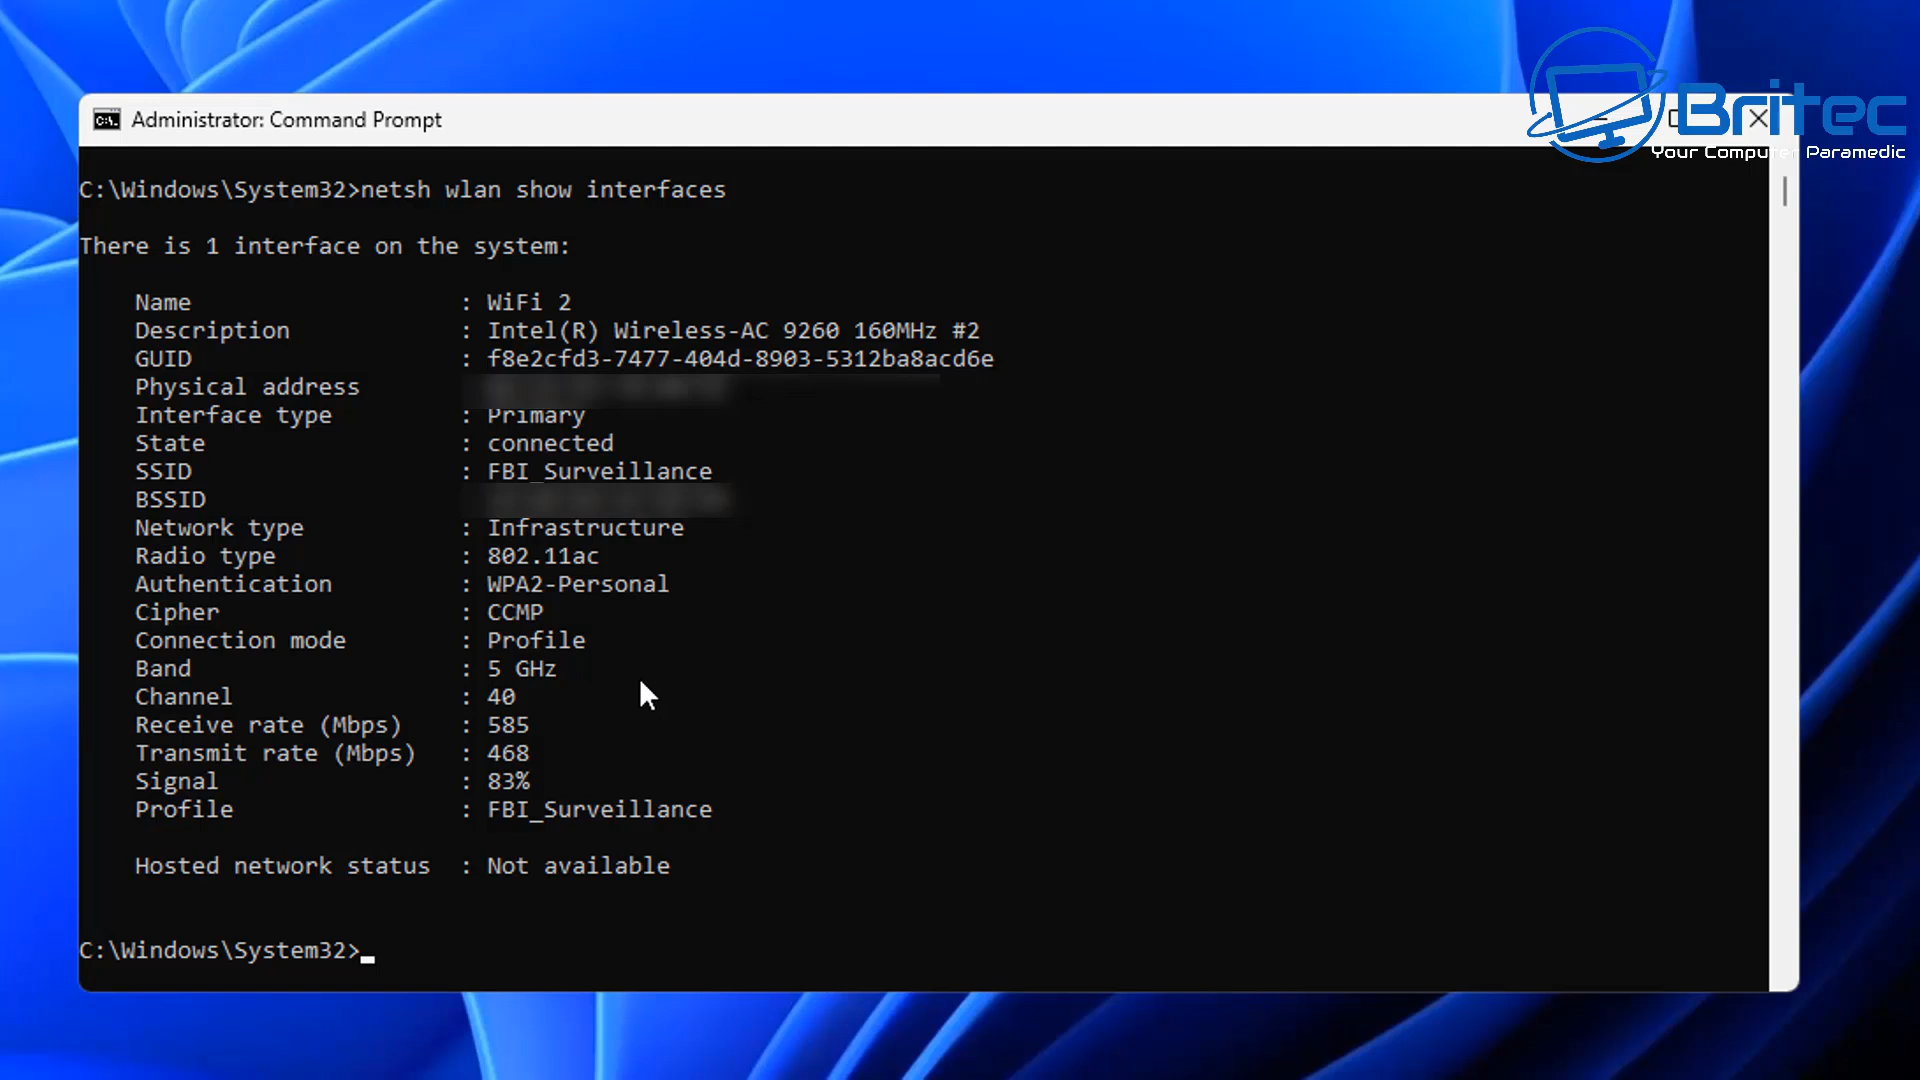 Britec
Your Computer Paramedic
Administrator: Command Prompt
C:\Windows\System32>netsh wlan show interfaces
There is 1 interface on the system:
Name : WiFi 2
Description : Intel(R) Wireless-AC 9260 160MHz #2
GUID : f8e2cfd3-7477-404d-8903-5312ba8acd6e
Physical address
Interface type : Primary
State : connected
SSID : FBI_Surveillance
BSSID
Network type : Infrastructure
Radio type : 802.11ac
Authentication : WPA2-Personal
Cipher : CCMP
Connection mode : Profile
Band : 5 GHz
Channel : 40
Receive rate (Mbps) : 585
Transmit rate (Mbps) : 468
Signal : 83%
Profile : FBI_Surveillance
Hosted network status : Not available
C:\Windows\System32>